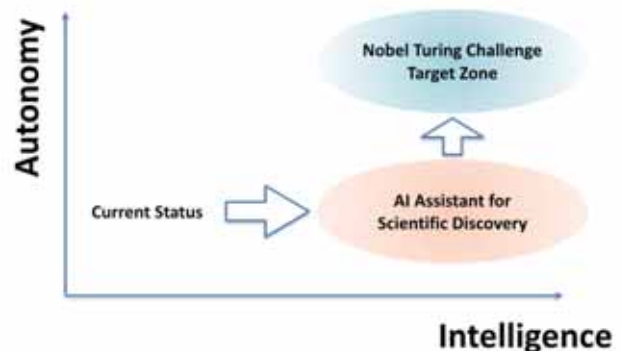 Autonomy
Nobel Turing Challenge
Target Zone
Current Status
AI Assistant for
Scientific Discovery
Intelligence